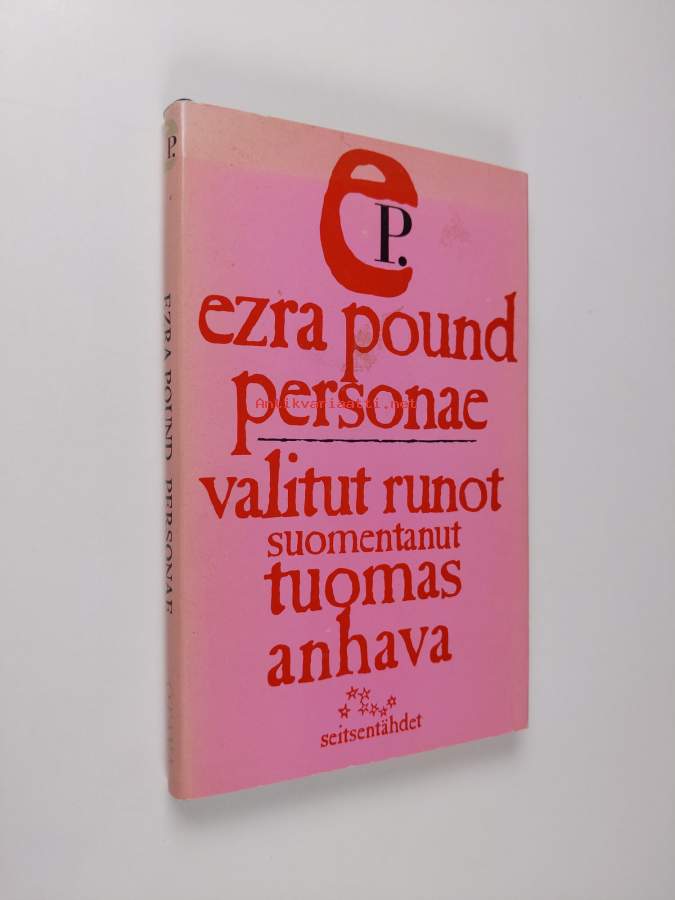 e
P.
ezra pound
personae
Antikvariaatti.net
valitut runot
suomentanut
tuomas
anhava
seitsentähdet
P.
EZRA POUND PERSONAE